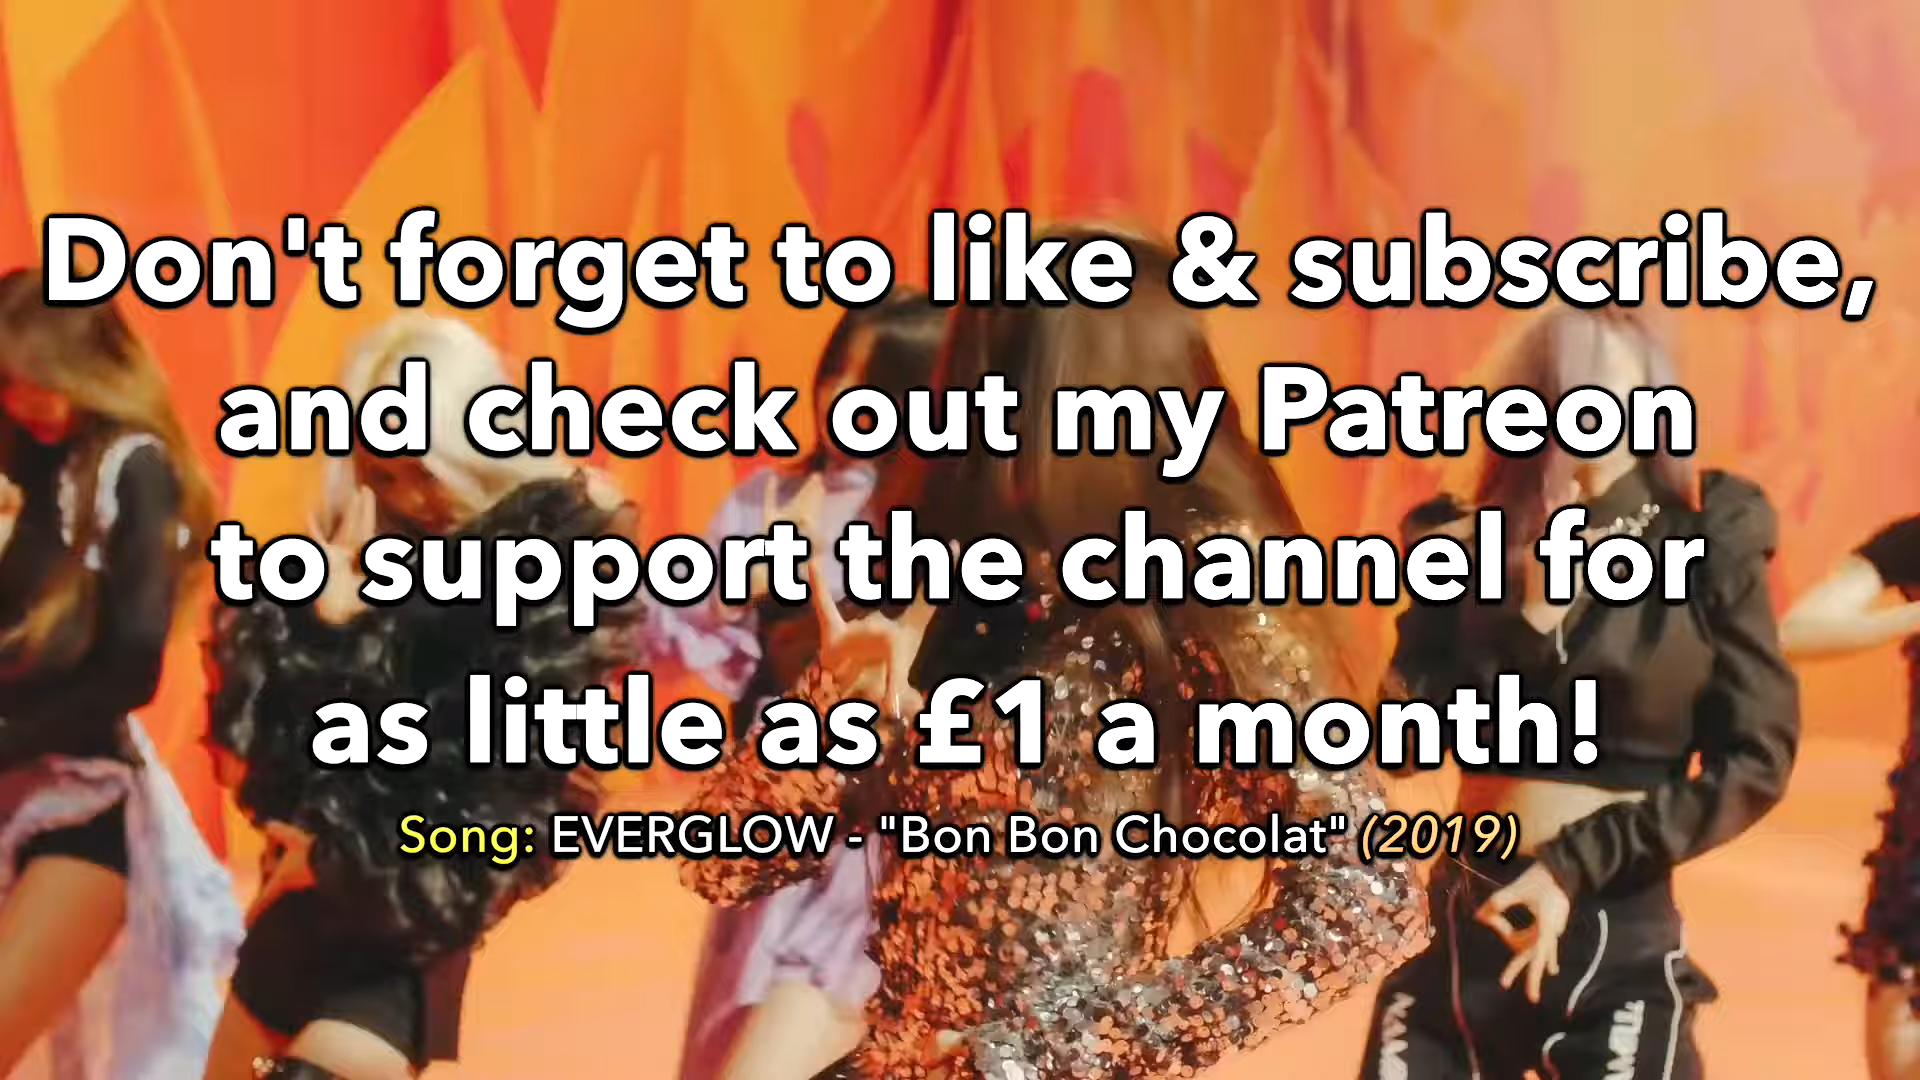 Don't forget to like & subscribe,
and check out my Patreon
to support the channel for
as little as £1 a month!
Song: EVERGLOW - "Bon Bon Chocolat" (2019)